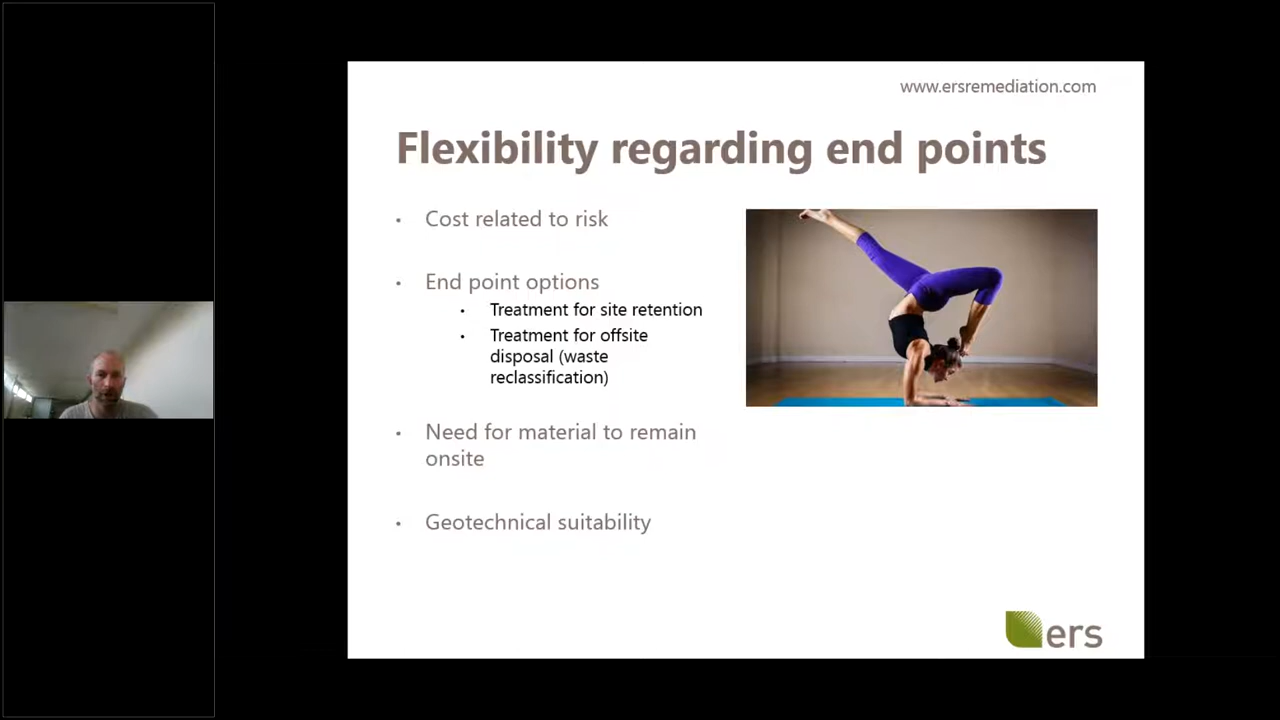 www.ersremediation.com
Flexibility regarding end points
• Cost related to risk
• End point options
• Treatment for site retention
• Treatment for offsite
disposal (waste
reclassification)
• Need for material to remain
onsite
• Geotechnical suitability
ers